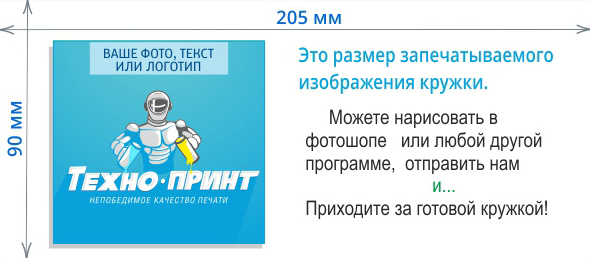 205 мм
90 мм
ВАШЕ ФОТО, ТЕКСТ
ИЛИ ЛОГОТИП
ТЕХНО·ПРИНТ
НЕПОБЕДИМОЕ КАЧЕСТВО ПЕЧАТИ
Это размер запечатываемого
изображения кружки.
Можете нарисовать в
фотошопе или любой другой
программе, отправить нам
и...
Приходите за готовой кружкой!